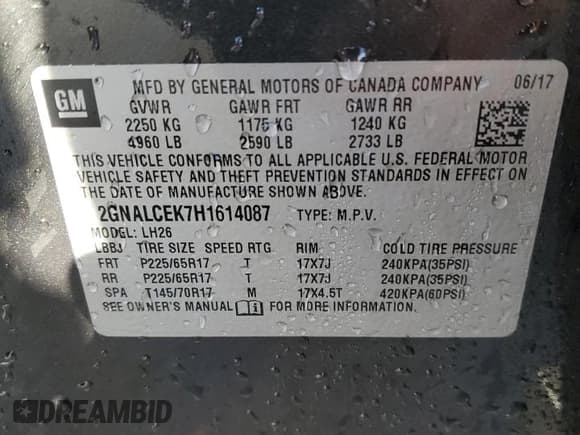 GM
MFD BY GENERAL MOTORS OF CANADA COMPANY 06/17
GVWR GAWR FRT GAWR RR
2250 KG 1175 KG 1240 KG
4960 LB 2590 LB 2733 LB
THIS VEHICLE CONFORMS TO ALL APPLICABLE U.S. FEDERAL MOTOR
VEHICLE SAFETY AND THEFT PREVENTION STANDARDS IN EFFECT ON
THE DATE OF MANUFACTURE SHOWN ABOVE.
2GNALCEK7H1614087 TYPE: M.P.V.
MODEL: LH26
LBBJ TIRE SIZE SPEED RTG RIM COLD TIRE PRESSURE
FRT P225/65R17 T 17X7J 240KPA(35PSI)
RR P225/65R17 T 17X7J 240KPA(35PSI)
SPA T145/70R17 M 17X4.5T 420KPA(60PSI)
SEE OWNER'S MANUAL FOR MORE INFORMATION.
DREAMBID